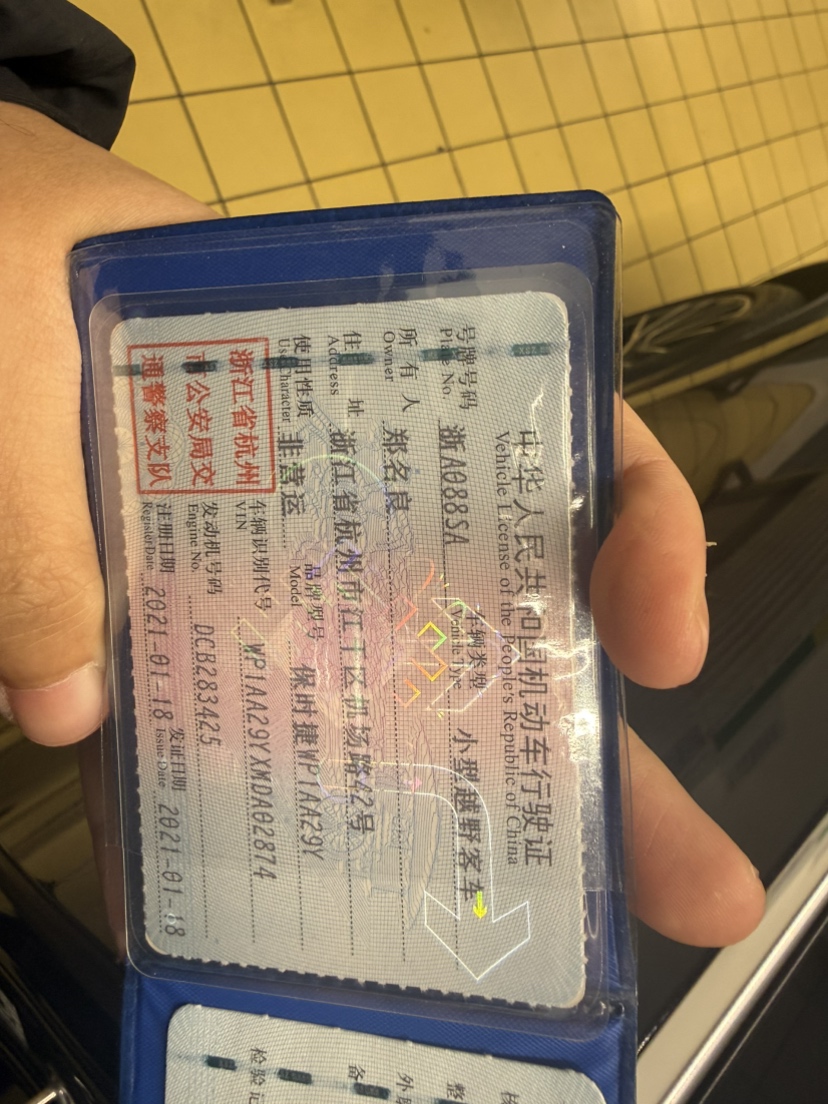 中华人民共和国机动车行驶证
Vehicle License of the People's Republic of China
号牌号码 浙A088SA 车辆类型 小型越野客车
Plate No. Vehicle Type
所有人 郑名良
Owner
住址 浙江省杭州市江干区机场路42号
Address
使用性质 非营运 品牌型号 保时捷WP1AA29Y
Use Character Model
浙江省杭州
市公安局交
通警察支队
车辆识别代号 WP1AA29YXMDA02874
VIN
发动机号码 DCB283425
Engine No.
注册日期 2021-01-18 发证日期 2021-01-18
Register Date Issue Date
核
整
外
备
检验记